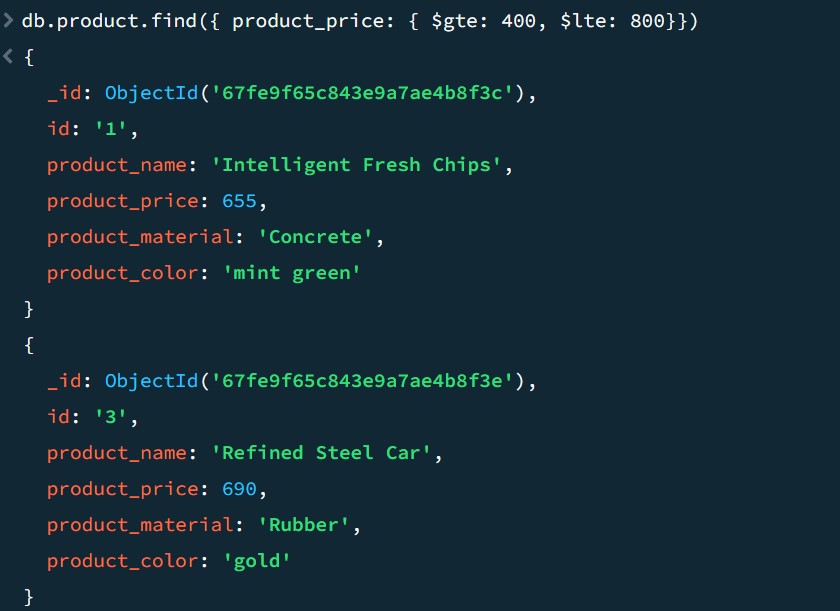 > db.product.find({ product_price: { $gte: 400, $lte: 800}})
< {
_id: ObjectId('67fe9f65c843e9a7ae4b8f3c'),
id: '1',
product_name: 'Intelligent Fresh Chips',
product_price: 655,
product_material: 'Concrete',
product_color: 'mint green'
}
{
_id: ObjectId('67fe9f65c843e9a7ae4b8f3e'),
id: '3',
product_name: 'Refined Steel Car',
product_price: 690,
product_material: 'Rubber',
product_color: 'gold'
}